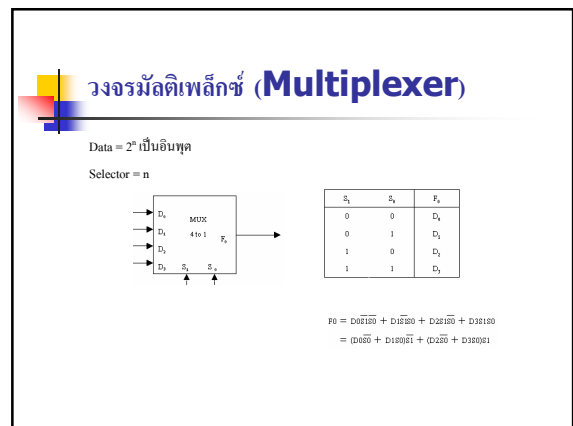 วงจรมัลติเพล็กซ์ (Multiplexer)
Data = 2ⁿ เป็นอินพุต
Selector = n
D₀
D₁
D₂
D₃
MUX
4 to 1
F₀
S₁ S₀
S₁ S₀ F₀
0 0 D₀
0 1 D₁
1 0 D₂
1 1 D₃
F0 = D0S̅1̅S̅0̅ + D1S̅1̅S0 + D2S1S̅0̅ + D3S1S0
= (D0S̅0̅ + D1S0)S̅1̅ + (D2S̅0̅ + D3S0)S1